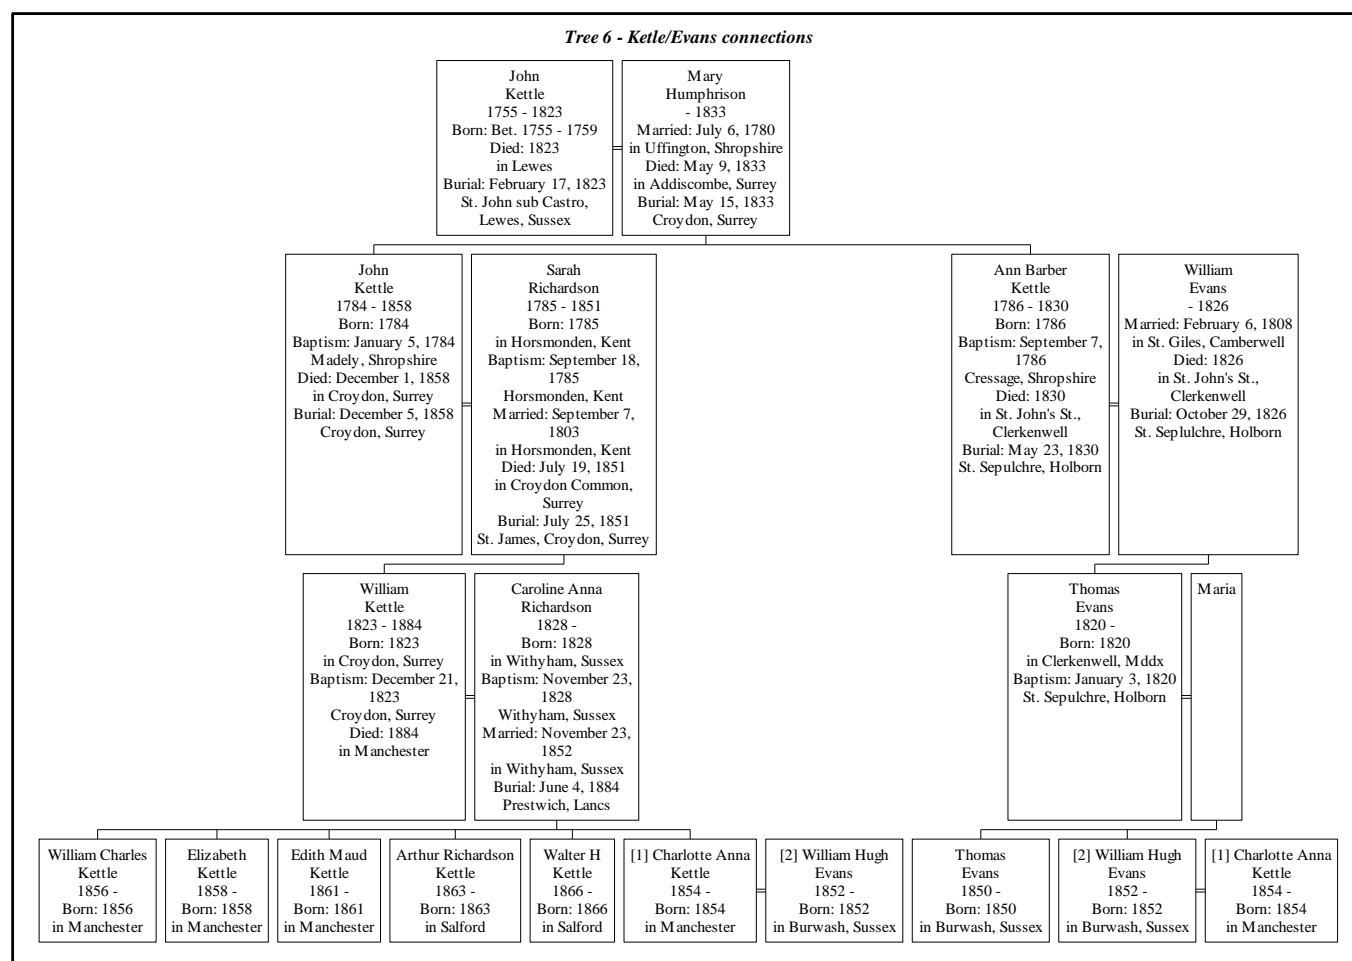 Tree 6 - Ketle/Evans connections
John
Kettle
1755 - 1823
Born: Bet. 1755 - 1759
Died: 1823
in Lewes
Burial: February 17, 1823
St. John sub Castro,
Lewes, Sussex
Mary
Humphrison
- 1833
Married: July 6, 1780
in Uffington, Shropshire
Died: May 9, 1833
in Addiscombe, Surrey
Burial: May 15, 1833
Croydon, Surrey
John
Kettle
1784 - 1858
Born: 1784
Baptism: January 5, 1784
Madely, Shropshire
Died: December 1, 1858
in Croydon, Surrey
Burial: December 5, 1858
Croydon, Surrey
Sarah
Richardson
1785 - 1851
Born: 1785
in Horsmonden, Kent
Baptism: September 18,
1785
Horsmonden, Kent
Married: September 7,
1803
in Horsmonden, Kent
Died: July 19, 1851
in Croydon Common,
Surrey
Burial: July 25, 1851
St. James, Croydon, Surrey
Ann Barber
Kettle
1786 - 1830
Born: 1786
Baptism: September 7,
1786
Cressage, Shropshire
Died: 1830
in St. John's St.,
Clerkenwell
Burial: May 23, 1830
St. Sepulchre, Holborn
William
Evans
- 1826
Married: February 6, 1808
in St. Giles, Camberwell
Died: 1826
in St. John's St.,
Clerkenwell
Burial: October 29, 1826
St. Seplulchre, Holborn
William
Kettle
1823 - 1884
Born: 1823
in Croydon, Surrey
Baptism: December 21,
1823
Croydon, Surrey
Died: 1884
in Manchester
Caroline Anna
Richardson
1828 -
Born: 1828
in Withyham, Sussex
Baptism: November 23,
1828
Withyham, Sussex
Married: November 23,
1852
in Withyham, Sussex
Burial: June 4, 1884
Prestwich, Lancs
Thomas
Evans
1820 -
Born: 1820
in Clerkenwell, Mddx
Baptism: January 3, 1820
St. Sepulchre, Holborn
Maria
William Charles
Kettle
1856 -
Born: 1856
in Manchester
Elizabeth
Kettle
1858 -
Born: 1858
in Manchester
Edith Maud
Kettle
1861 -
Born: 1861
in Manchester
Arthur Richardson
Kettle
1863 -
Born: 1863
in Salford
Walter H
Kettle
1866 -
Born: 1866
in Salford
[1] Charlotte Anna
Kettle
1854 -
Born: 1854
in Manchester
[2] William Hugh
Evans
1852 -
Born: 1852
in Burwash, Sussex
Thomas
Evans
1850 -
Born: 1850
in Burwash, Sussex
[2] William Hugh
Evans
1852 -
Born: 1852
in Burwash, Sussex
[1] Charlotte Anna
Kettle
1854 -
Born: 1854
in Manchester